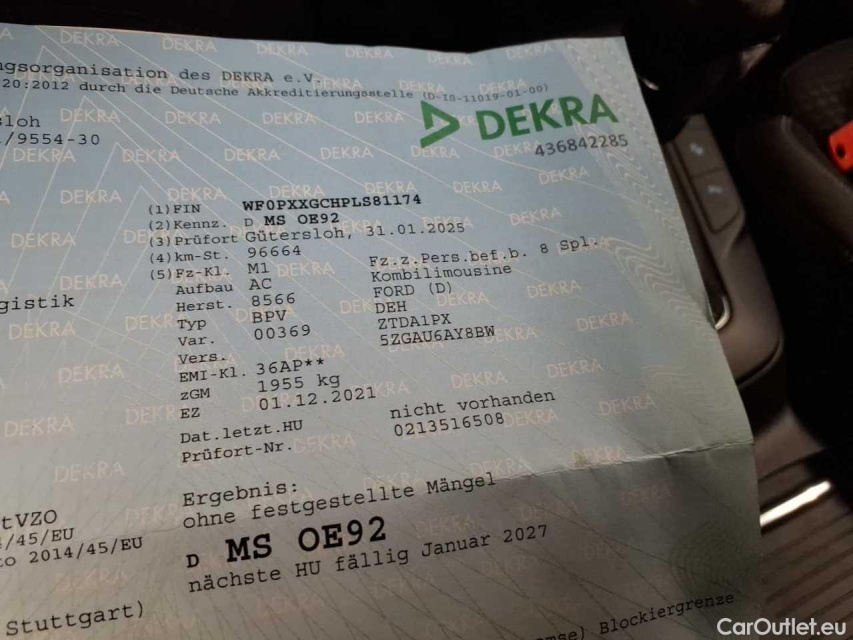 ngsorganisation des DEKRA e.V.
20:2012 durch die Deutsche Akkreditierungsstelle (D-IS-11019-01-00)
DEKRA
436842285
sloh
/9554-30
(1) FIN WF0PXXGCHPLS81174
(2) Kennz. D MS OE92
(3) Prüfort Gütersloh, 31.01.2025
(4) km-St. 96664
(5) Fz-Kl. M1 Fz.z.Pers.bef.b. 8 Spl.
Aufbau AC Kombilimousine
Herst. 8566 FORD (D)
Typ BPV DEH
Var. 00369 ZTDA1PX
Vers. 5ZGAU6AY8BW
EMI-Kl. 36AP**
zGM 1955 kg
EZ 01.12.2021
Dat.letzt.HU nicht vorhanden
Prüfort-Nr. 0213516508
gistik
Ergebnis:
ohne festgestellte Mängel
D MS OE92
nächste HU fällig Januar 2027
tVZO
/45/EU
to 2014/45/EU
Stuttgart)
mse) Blockiergrenze
CarOutlet.eu